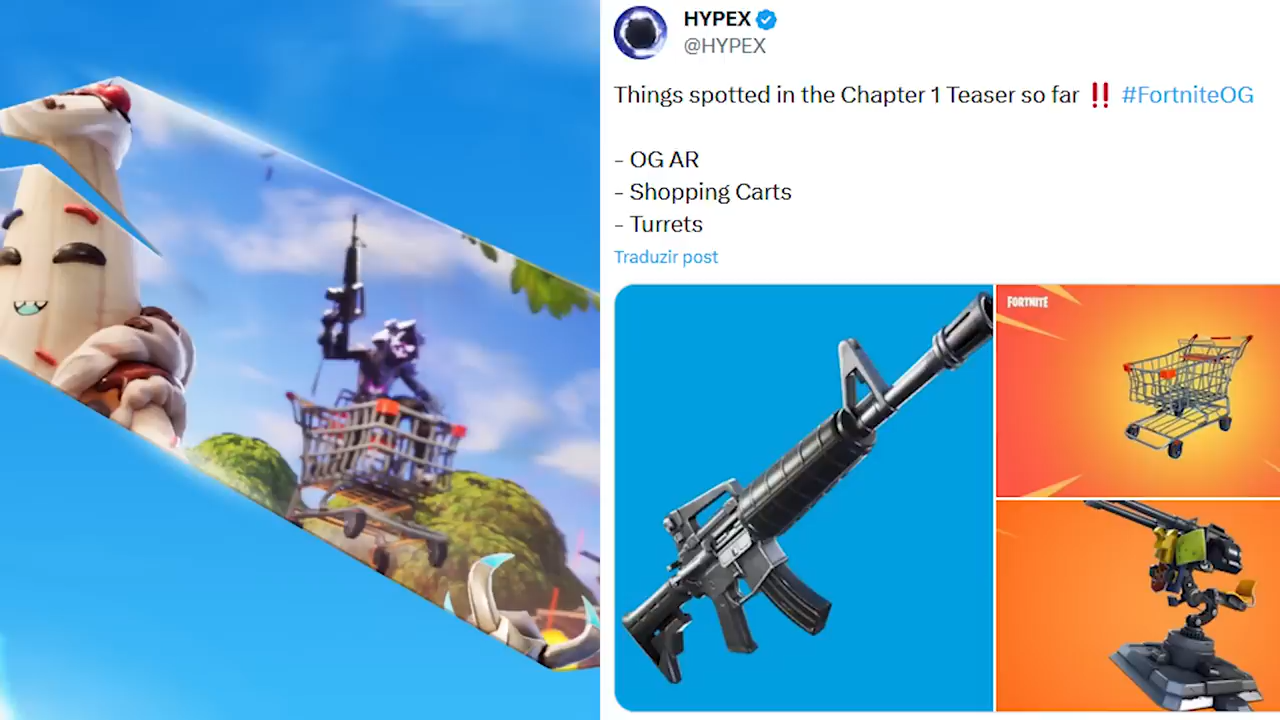 HYPEX
@HYPEX
Things spotted in the Chapter 1 Teaser so far ‼️ #FortniteOG
- OG AR
- Shopping Carts
- Turrets
Traduzir post
FORTNITE